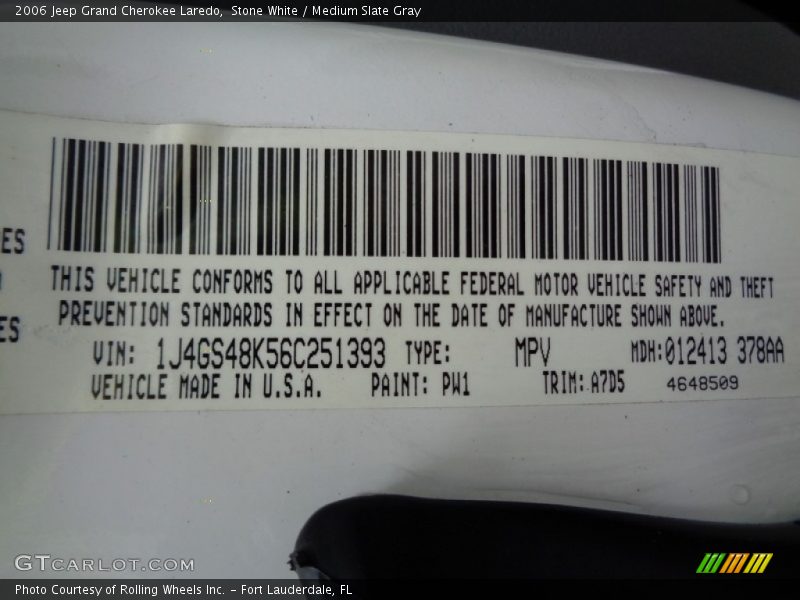 2006 Jeep Grand Cherokee Laredo,  Stone White / Medium Slate Gray
ES
THIS VEHICLE CONFORMS TO ALL APPLICABLE FEDERAL MOTOR VEHICLE SAFETY AND THEFT
PREVENTION STANDARDS IN EFFECT ON THE DATE OF MANUFACTURE SHOWN ABOVE.
ES
VIN: 1J4GS48K56C251393 TYPE: MPV MDH:012413 378AA
VEHICLE MADE IN U.S.A. PAINT: PW1 TRIM: A7D5 4648509
GTCARLOT.COM
Photo Courtesy of Rolling Wheels Inc. – Fort Lauderdale, FL